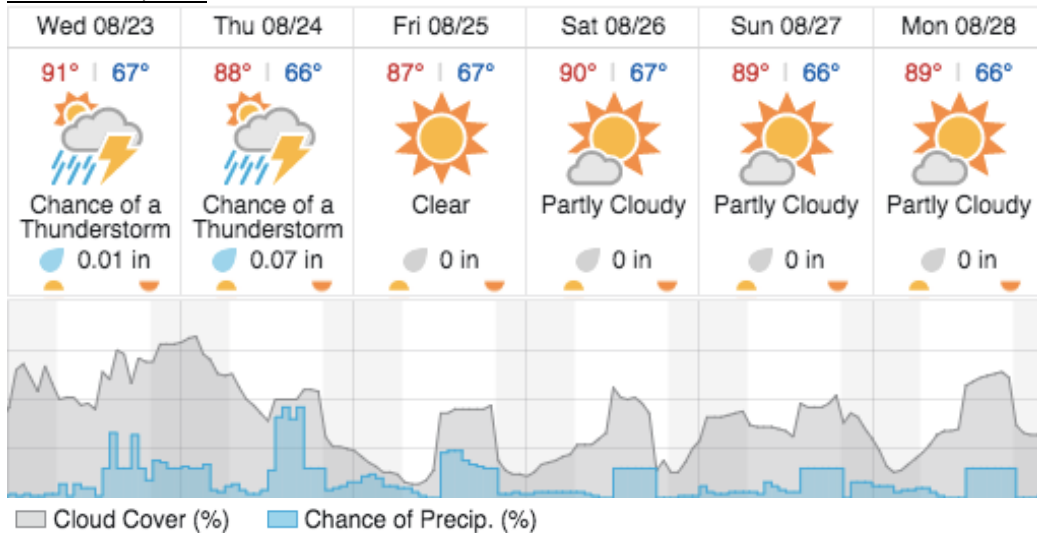 Wed 08/23 Thu 08/24 Fri 08/25 Sat 08/26 Sun 08/27 Mon 08/28
91° | 67° 88° | 66° 87° | 67° 90° | 67° 89° | 66° 89° | 66°
Chance of a Chance of a Clear Partly Cloudy Partly Cloudy Partly Cloudy
Thunderstorm Thunderstorm
0.01 in 0.07 in 0 in 0 in 0 in 0 in
Cloud Cover (%) Chance of Precip. (%)